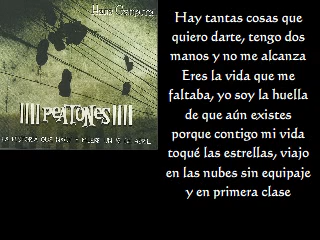 Hay tantas cosas que
quiero darte, tengo dos
manos y no me alcanza
Eres la vida que me
faltaba, yo soy la huella
de que aún existes
porque contigo mi vida
toqué las estrellas, viajo
en las nubes sin equipaje
y en primera clase
PEATONES